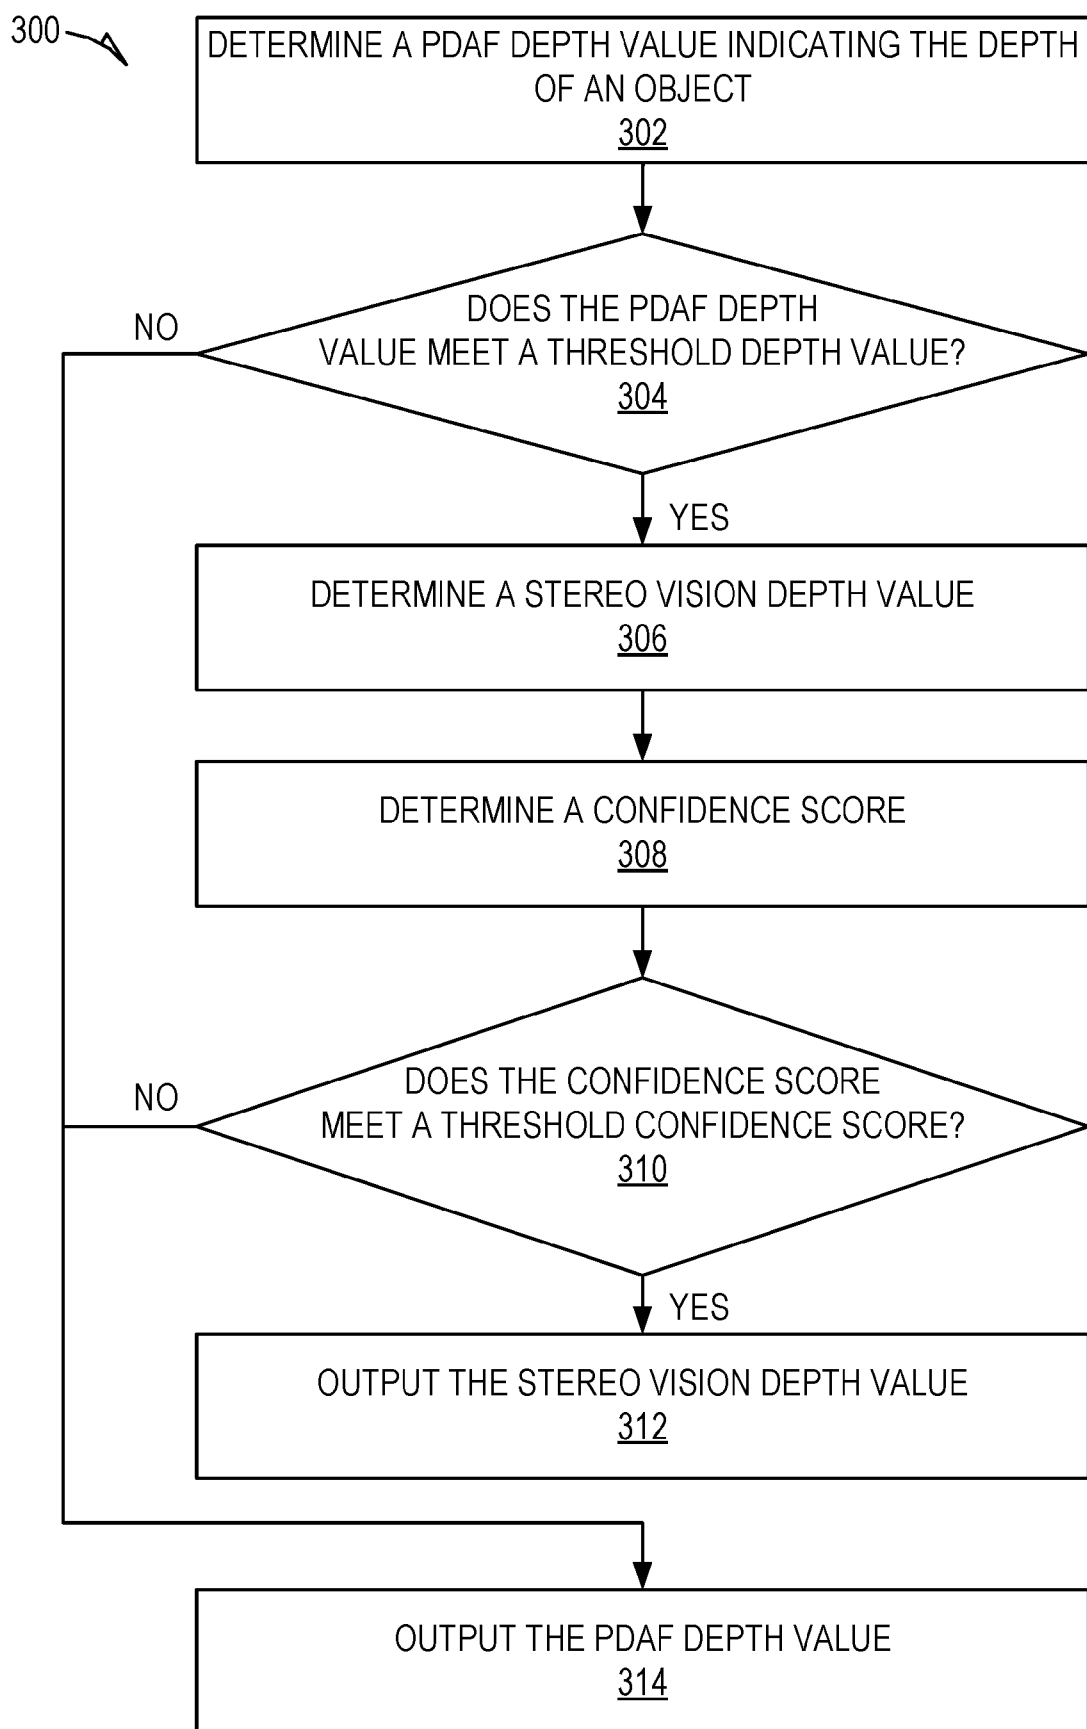 300
DETERMINE A PDAF DEPTH VALUE INDICATING THE DEPTH
OF AN OBJECT
302
DOES THE PDAF DEPTH
VALUE MEET A THRESHOLD DEPTH VALUE?
304
NO
YES
DETERMINE A STEREO VISION DEPTH VALUE
306
DETERMINE A CONFIDENCE SCORE
308
DOES THE CONFIDENCE SCORE
MEET A THRESHOLD CONFIDENCE SCORE?
310
NO
YES
OUTPUT THE STEREO VISION DEPTH VALUE
312
OUTPUT THE PDAF DEPTH VALUE
314